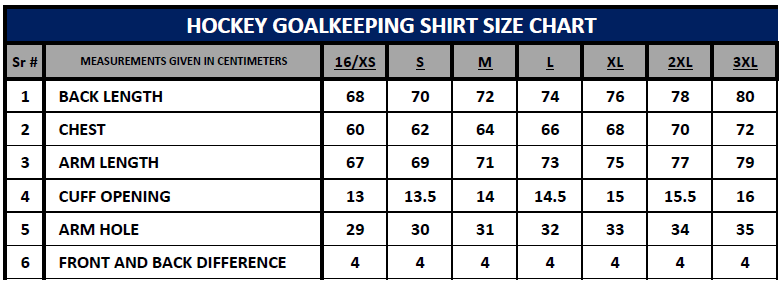 HOCKEY GOALKEEPING SHIRT SIZE CHART
Sr # MEASUREMENTS GIVEN IN CENTIMETERS 16/XS S M L XL 2XL 3XL
1 BACK LENGTH 68 70 72 74 76 78 80
2 CHEST 60 62 64 66 68 70 72
3 ARM LENGTH 67 69 71 73 75 77 79
4 CUFF OPENING 13 13.5 14 14.5 15 15.5 16
5 ARM HOLE 29 30 31 32 33 34 35
6 FRONT AND BACK DIFFERENCE 4 4 4 4 4 4 4